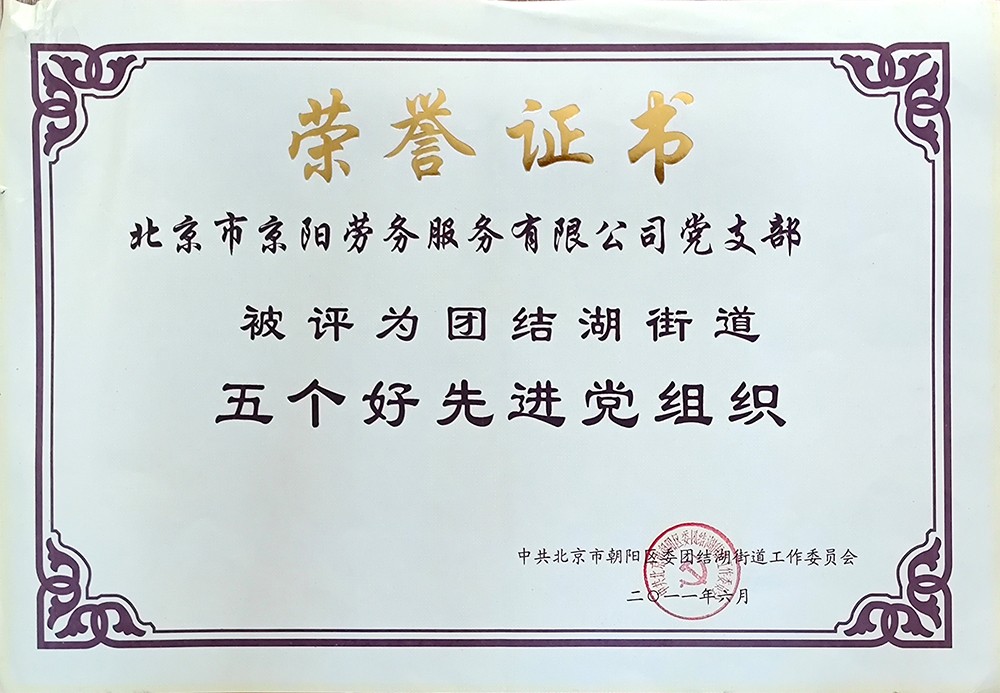 荣誉证书
北京市京阳劳务服务有限公司党支部
被评为团结湖街道
五个好先进党组织
中共北京市朝阳区委团结湖街道工作委员会
二〇一一年六月